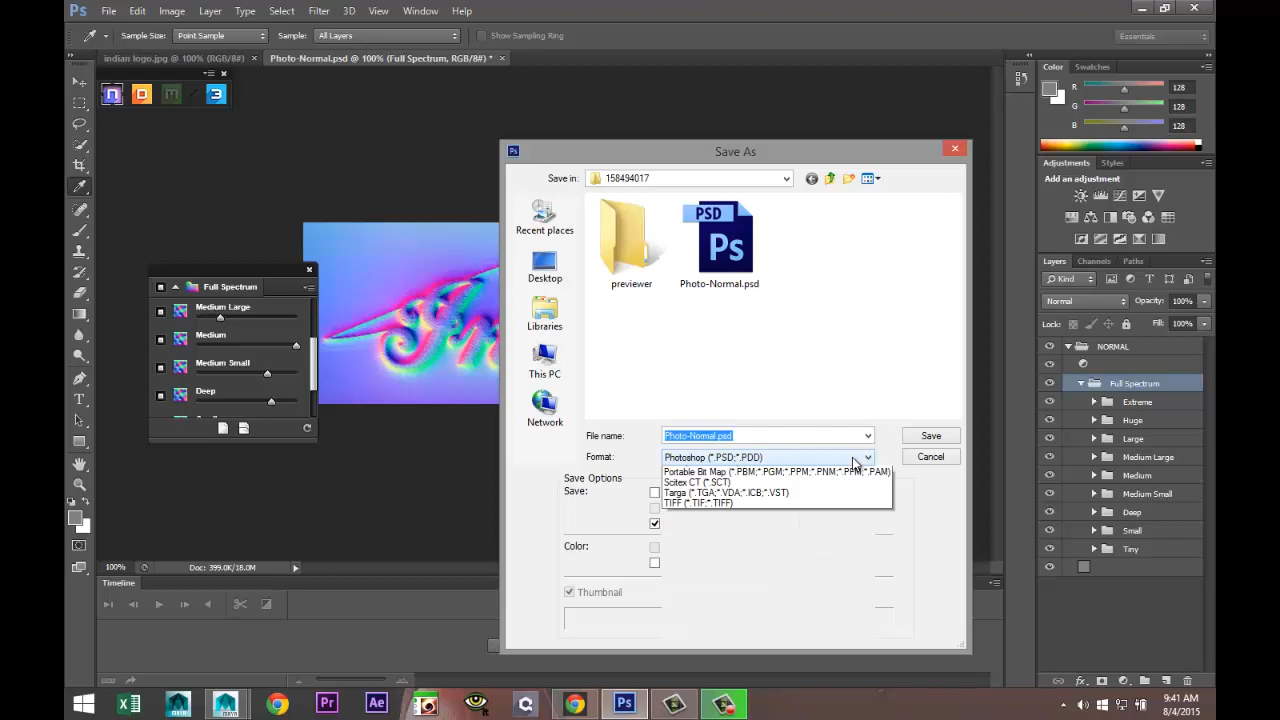 Ps File Edit Image Layer Type Select Filter 3D View Window Help
Sample Size: Point Sample Sample: All Layers Show Sampling Ring Essentials
indian logo.jpg @ 100% (RGB/8#) × Photo-Normal.psd @ 100% (Full Spectrum, RGB/8#) * ×
Color Swatches
R 128
G 128
B 128
Adjustments Styles
Add an adjustment
Layers Channels Paths
Kind
Normal Opacity: 100%
Lock: Fill: 100%
NORMAL
Full Spectrum
Extreme
Huge
Large
Medium Large
Medium
Medium Small
Deep
Small
Tiny
Full Spectrum
Medium Large
Medium
Medium Small
Deep
Save As
Save in: 158494017
Recent places
Desktop
Libraries
This PC
Network
previewer
PSD
Ps
Photo-Normal.psd
File name: Photo-Normal.psd Save
Format: Photoshop (*.PSD;*.PDD) Cancel
Portable Bit Map (*.PBM;*.PGM;*.PPM;*.PNM;*.PFM;*.PAM)
Scitex CT (*.SCT)
Targa (*.TGA;*.VDA;*.ICB;*.VST)
TIFF (*.TIF;*.TIFF)
Save Options
Save:
Color:
Thumbnail
100% Doc: 399.0K/18.0M
Timeline
Pr Ae Ps
9:41 AM
8/4/2015